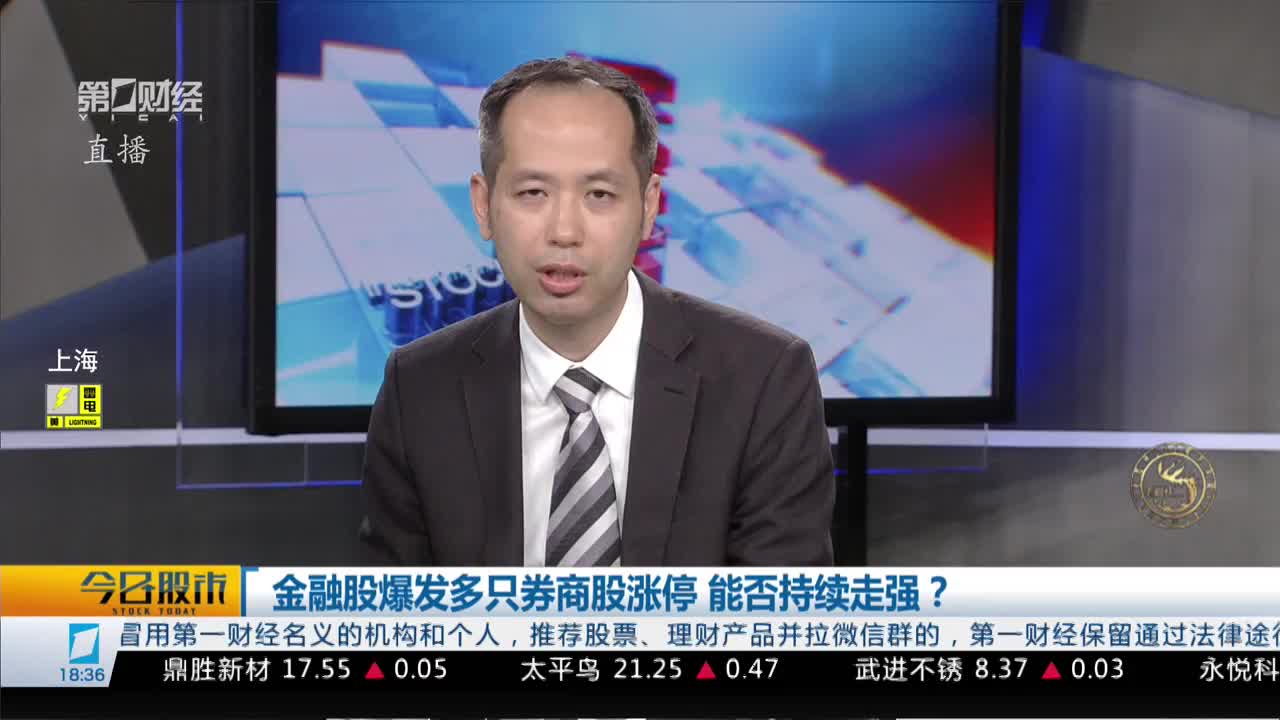 第一财经
YICAI
直播
STOC
上海
雷电
黄 LIGHTNING
今日股市
STOCK TODAY
金融股爆发多只券商股涨停 能否持续走强？
冒用第一财经名义的机构和个人，推荐股票、理财产品并拉微信群的，第一财经保留通过法律途
18:36
鼎胜新材 17.55 ▲ 0.05 太平鸟 21.25 ▲ 0.47 武进不锈 8.37 ▲ 0.03 永悦科